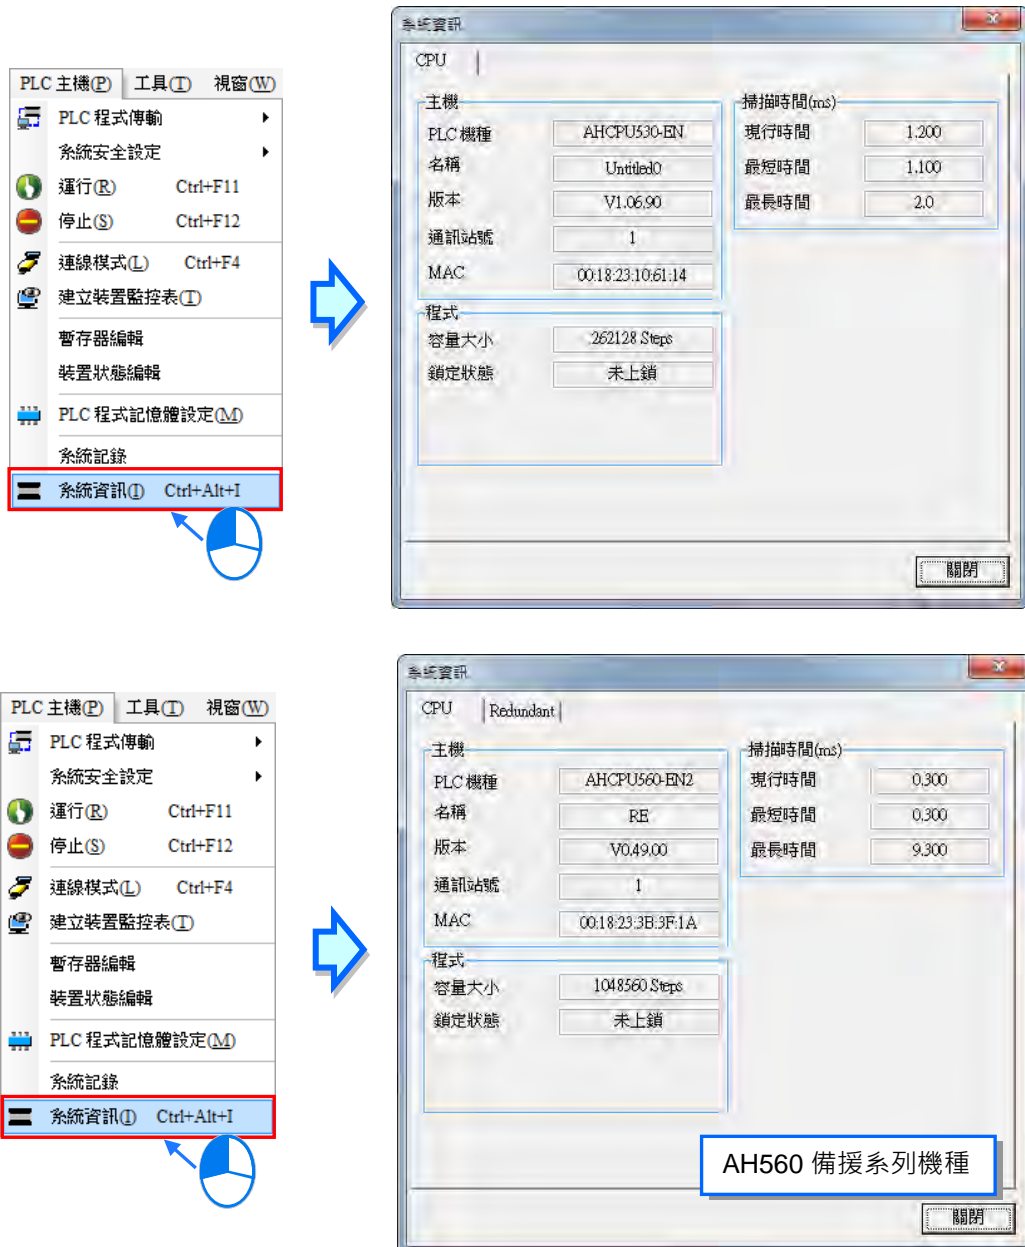 系統資訊
CPU
主機
PLC 機種 AHCPU530-EN
名稱 Untitled0
版本 V1.06.90
通訊站號 1
MAC 00:18:23:10:61:14
程式
容量大小 262128 Steps
鎖定狀態 未上鎖
掃描時間(ms)
現行時間 1.200
最短時間 1.100
最長時間 2.0
關閉
PLC 主機(P) 工具(T) 視窗(W)
PLC 程式傳輸
系統安全設定
運行(R) Ctrl+F11
停止(S) Ctrl+F12
連線模式(L) Ctrl+F4
建立裝置監控表(T)
暫存器編輯
裝置狀態編輯
PLC 程式記憶體設定(M)
系統記錄
系統資訊(I) Ctrl+Alt+I
系統資訊
CPU Redundant
主機
PLC 機種 AHCPU560-EN2
名稱 RE
版本 V0.49.00
通訊站號 1
MAC 00:18:23:3B:3F:1A
程式
容量大小 1048560 Steps
鎖定狀態 未上鎖
掃描時間(ms)
現行時間 0.300
最短時間 0.300
最長時間 9.300
AH560 備援系列機種
關閉
PLC 主機(P) 工具(T) 視窗(W)
PLC 程式傳輸
系統安全設定
運行(R) Ctrl+F11
停止(S) Ctrl+F12
連線模式(L) Ctrl+F4
建立裝置監控表(T)
暫存器編輯
裝置狀態編輯
PLC 程式記憶體設定(M)
系統記錄
系統資訊(I) Ctrl+Alt+I